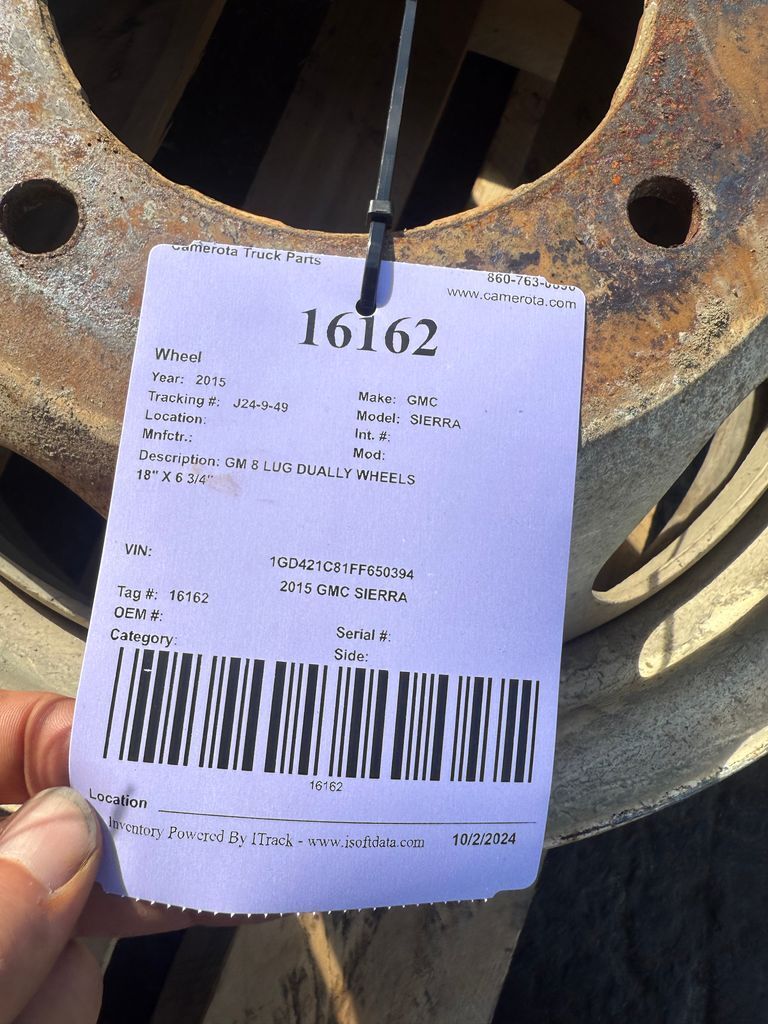 Camerota Truck Parts
860-763-0896
www.camerota.com
16162
Wheel
Year: 2015
Make: GMC
Tracking #: J24-9-49
Model: SIERRA
Location:
Int. #:
Mnfctr.:
Mod:
Description: GM 8 LUG DUALLY WHEELS
18" X 6 3/4"
VIN: 1GD421C81FF650394
2015 GMC SIERRA
Tag #: 16162
OEM #:
Serial #:
Category:
Side:
16162
Location
Inventory Powered By ITrack - www.isoftdata.com 10/2/2024